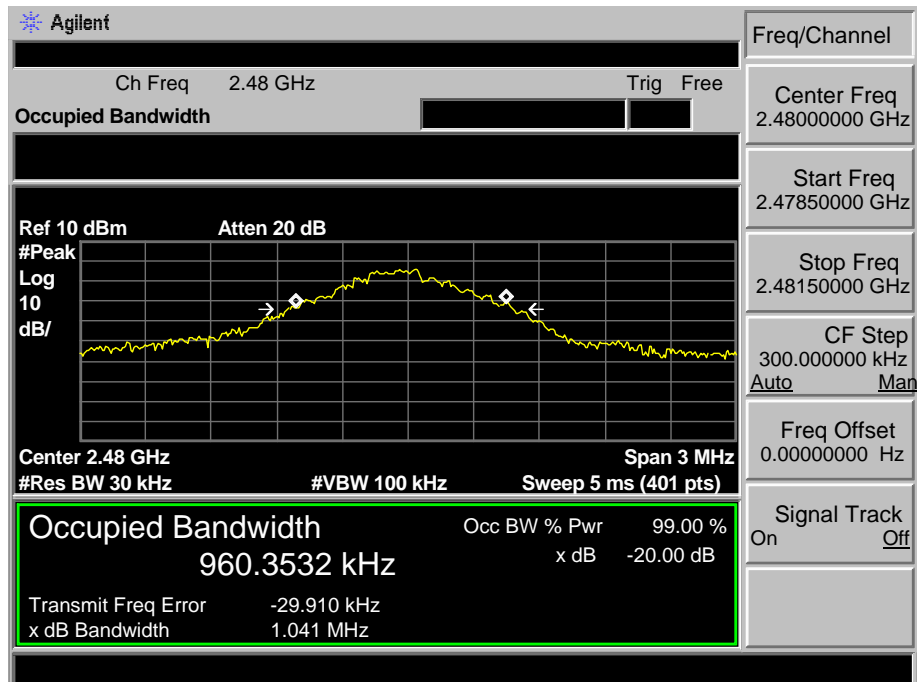 Agilent
Freq/Channel
Ch Freq 2.48 GHz Trig Free
Occupied Bandwidth
Center Freq
2.48000000 GHz
Start Freq
2.47850000 GHz
Stop Freq
2.48150000 GHz
CF Step
300.000000 kHz
Auto Man
Freq Offset
0.00000000 Hz
Signal Track
On Off
Ref 10 dBm Atten 20 dB
#Peak
Log
10
dB/
Center 2.48 GHz Span 3 MHz
#Res BW 30 kHz #VBW 100 kHz Sweep 5 ms (401 pts)
Occupied Bandwidth Occ BW % Pwr 99.00 %
960.3532 kHz x dB -20.00 dB
Transmit Freq Error -29.910 kHz
x dB Bandwidth 1.041 MHz